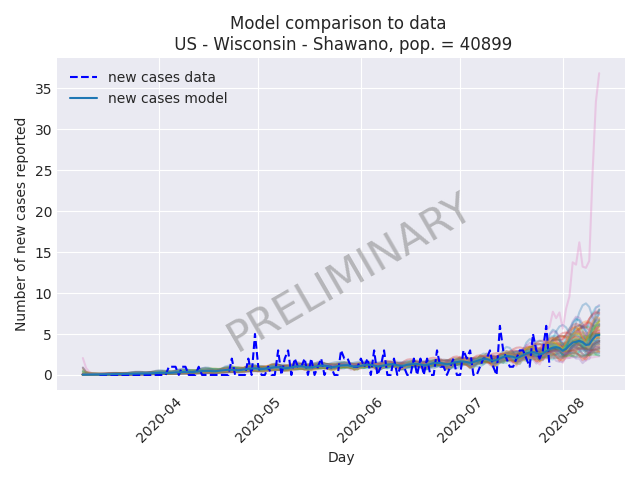 Model comparison to data
US - Wisconsin - Shawano, pop. = 40899
new cases data
new cases model
35
30
25
20
15
10
5
0
Number of new cases reported
PRELIMINARY
2020-04
2020-05
2020-06
2020-07
2020-08
Day